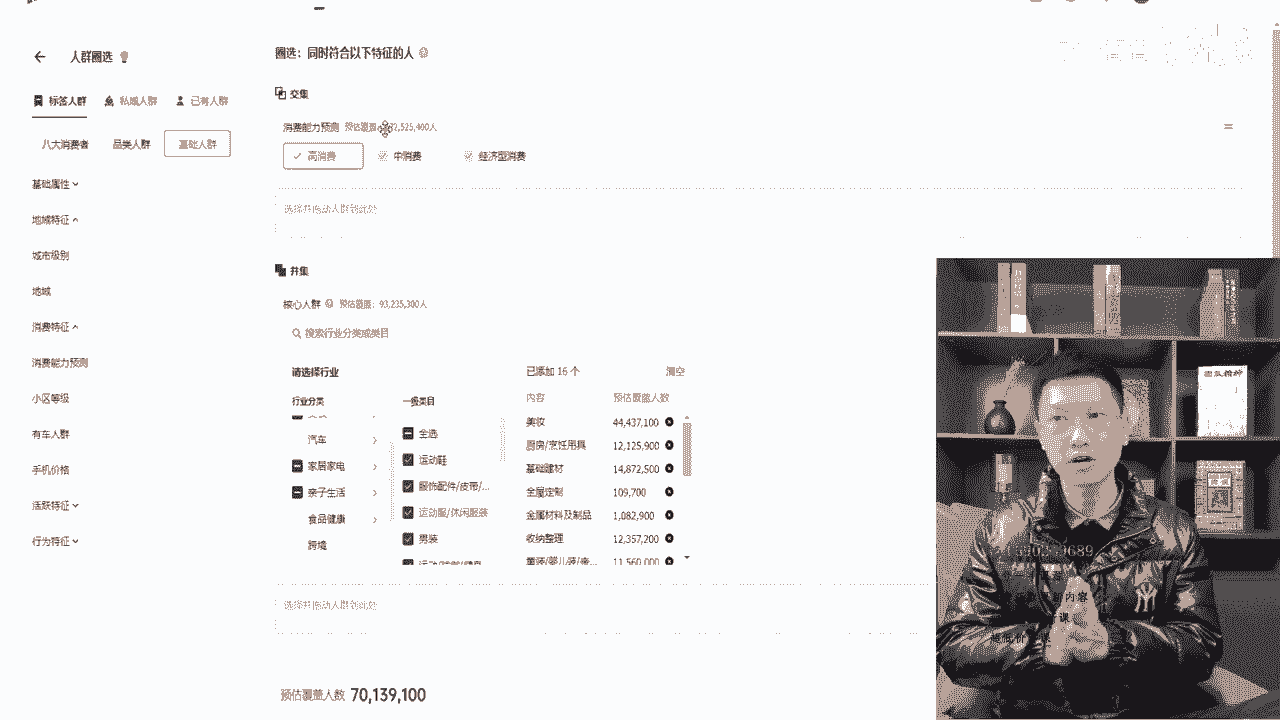 人群圈选
标签人群 私域人群 已有人群
八大消费者 品类人群 基础人群
基础属性
地域特征
城市级别
地域
消费特征
消费能力预测
小区等级
有车人群
手机价格
活跃特征
行为特征
圈选：同时符合以下特征的人
交集
消费能力预测 预估覆盖
2,525,400人
高消费 中消费 经济型消费
选择并拖动人群到此处
并集
核心人群 预估覆盖：93,235,300人
搜索行业分类或类目
请选择行业 已添加 16 个 清空
行业分类 一级类目 内容 预估覆盖人数
汽车
家居家电
亲子生活
食品健康
跨境
全选
运动鞋
服饰配件/皮带/...
运动服/休闲服装
男装
美妆 44,437,100
厨房/烹饪用具 12,125,900
基础建材 14,872,500
全屋定制 109,700
金属材料及制品 1,082,900
收纳整理 12,357,200
11,560,000
选择并拖动人群到此处
预估覆盖人数 70,139,100
9689
内容
课